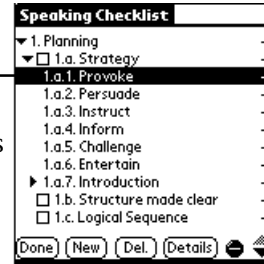 Speaking Checklist
1. Planning
1.a. Strategy
1.a.1. Provoke
1.a.2. Persuade
1.a.3. Instruct
1.a.4. Inform
1.a.5. Challenge
1.a.6. Entertain
1.a.7. Introduction
1.b. Structure made clear
1.c. Logical Sequence
s
Done New Del. Details